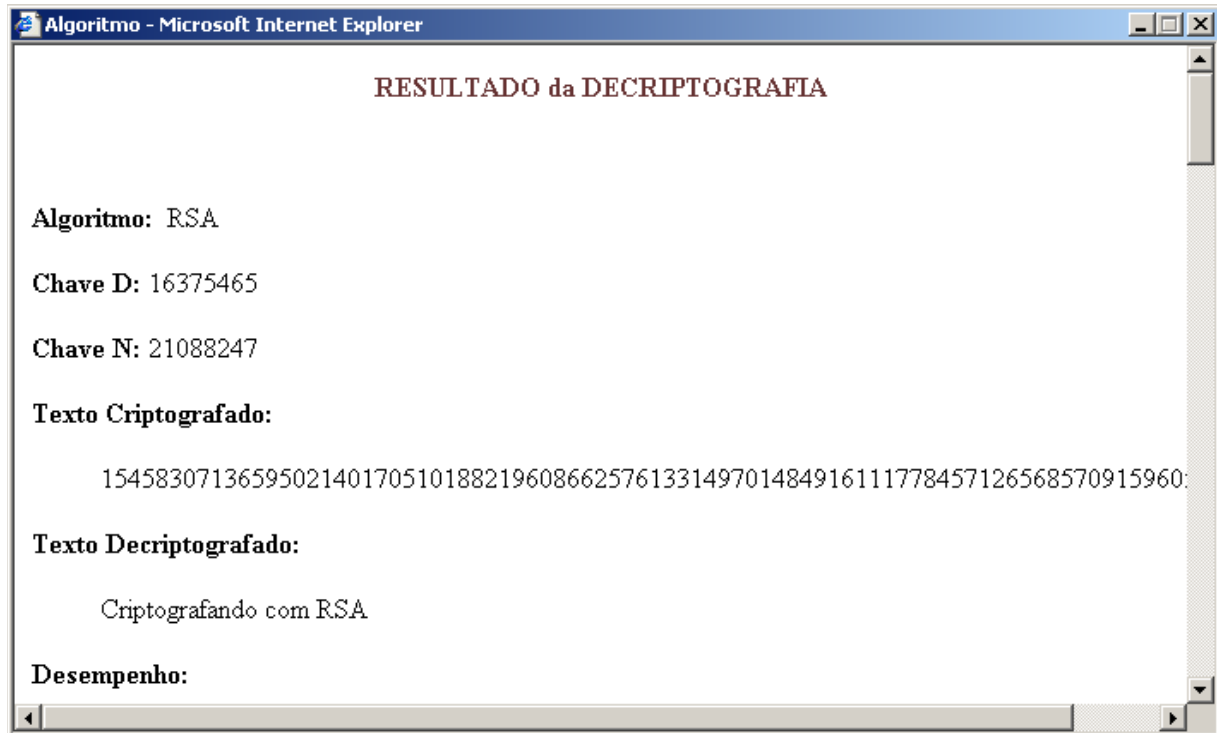 Algoritmo - Microsoft Internet Explorer
RESULTADO da DECRIPTOGRAFIA
Algoritmo: RSA
Chave D: 16375465
Chave N: 21088247
Texto Criptografado:
1545830713659502140170510188219608662576133149701484916111778457126568570915960
Texto Decriptografado:
Criptografando com RSA
Desempenho: